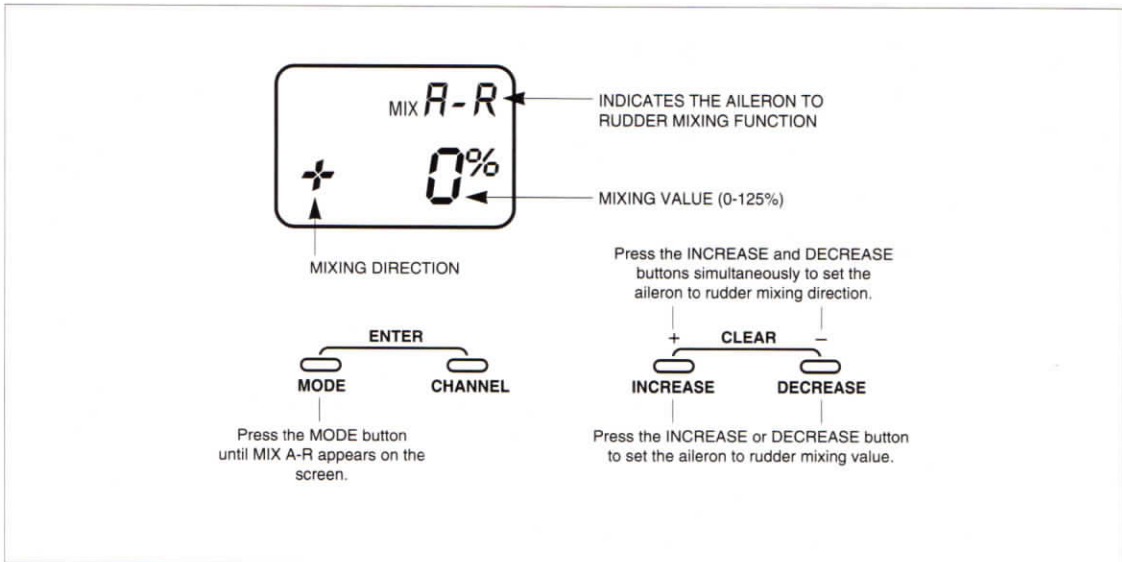 MIX A-R
INDICATES THE AILERON TO
RUDDER MIXING FUNCTION
+ 0%
MIXING VALUE (0-125%)
MIXING DIRECTION
Press the INCREASE and DECREASE
buttons simultaneously to set the
aileron to rudder mixing direction.
ENTER
MODE CHANNEL
Press the MODE button
until MIX A-R appears on the
screen.
+ CLEAR –
INCREASE DECREASE
Press the INCREASE or DECREASE button
to set the aileron to rudder mixing value.